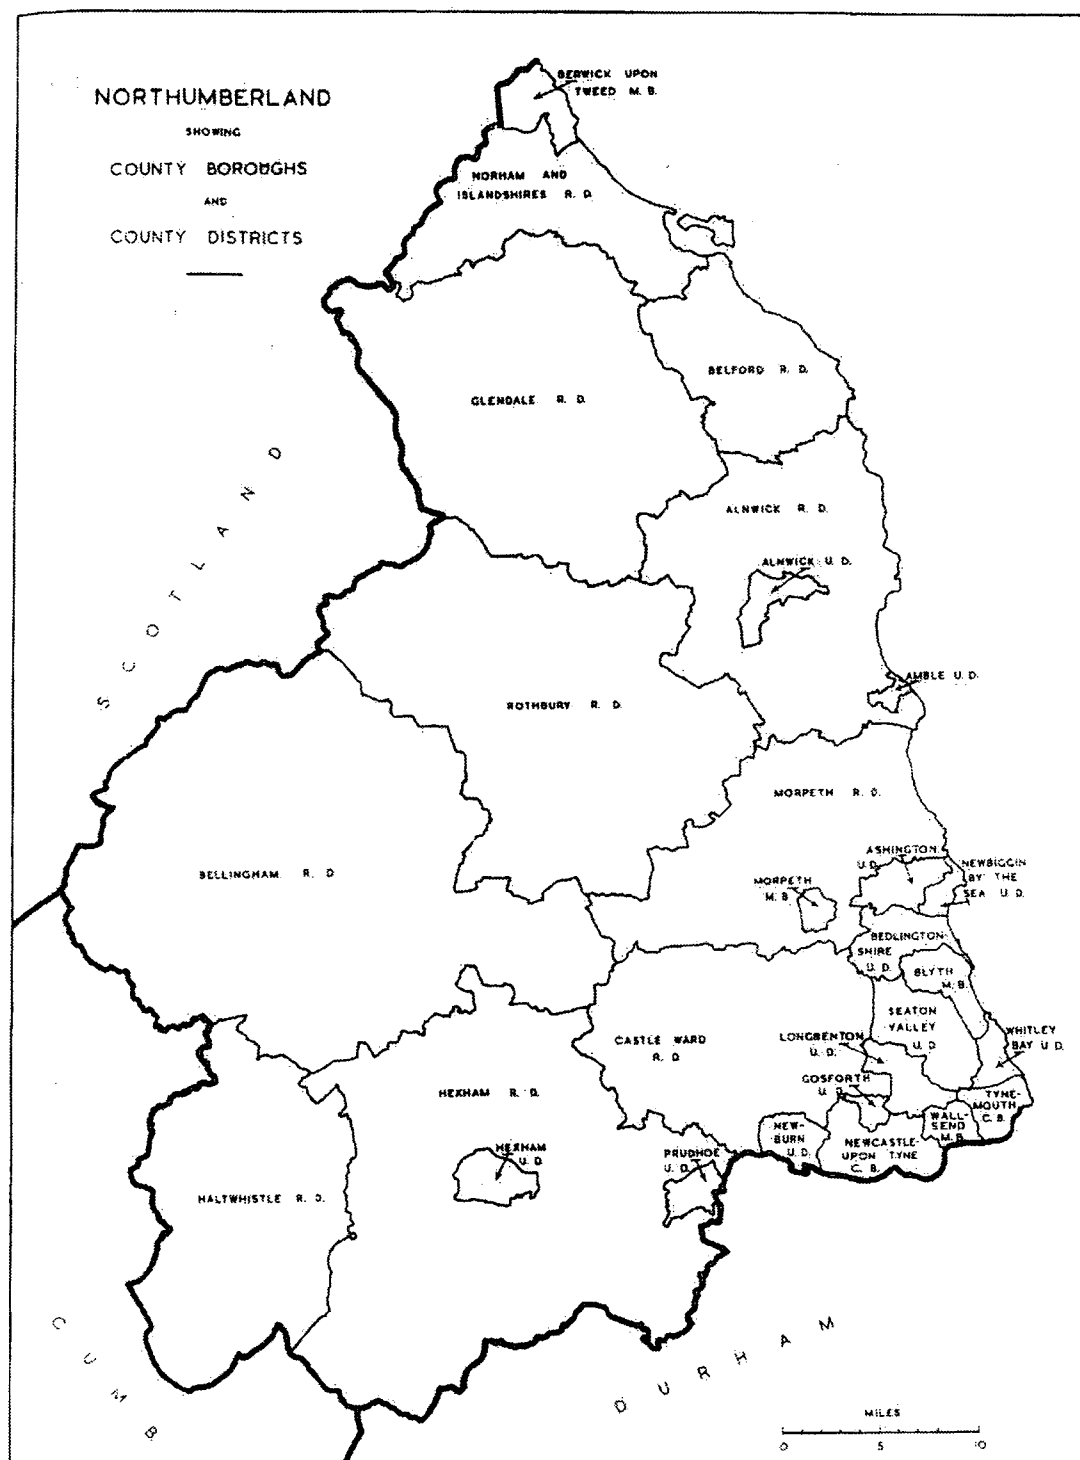 NORTHUMBERLAND
SHOWING
COUNTY BOROUGHS
AND
COUNTY DISTRICTS
BERWICK UPON
TWEED M. B.
NORHAM AND
ISLANDSHIRES R. D.
BELFORD R. D.
GLENDALE R. D.
SCOTLAND
ALNWICK R. D.
ALNWICK U. D.
AMBLE U. D.
ROTHBURY R. D.
MORPETH R. D.
ASHINGTON
U. D.
NEWBIGGIN
BY THE
SEA U. D.
BELLINGHAM R. D.
MORPETH
M. B.
BEDLINGTON-
SHIRE
U. D.
BLYTH
M. B.
SEATON
VALLEY
U. D.
WHITLEY
BAY U. D.
CASTLE WARD
R. D.
LONGBENTON
U. D.
GOSFORTH
U. D.
HEXHAM R. D.
TYNE-
MOUTH
C. B.
WALL-
SEND
M. B.
NEW-
BURN
U. D.
NEWCASTLE-
UPON TYNE
C. B.
HEXHAM
U. D.
PRUDHOE
U. D.
HALTWHISTLE R. D.
CUMB
DURHAM
MILES
0 5 10